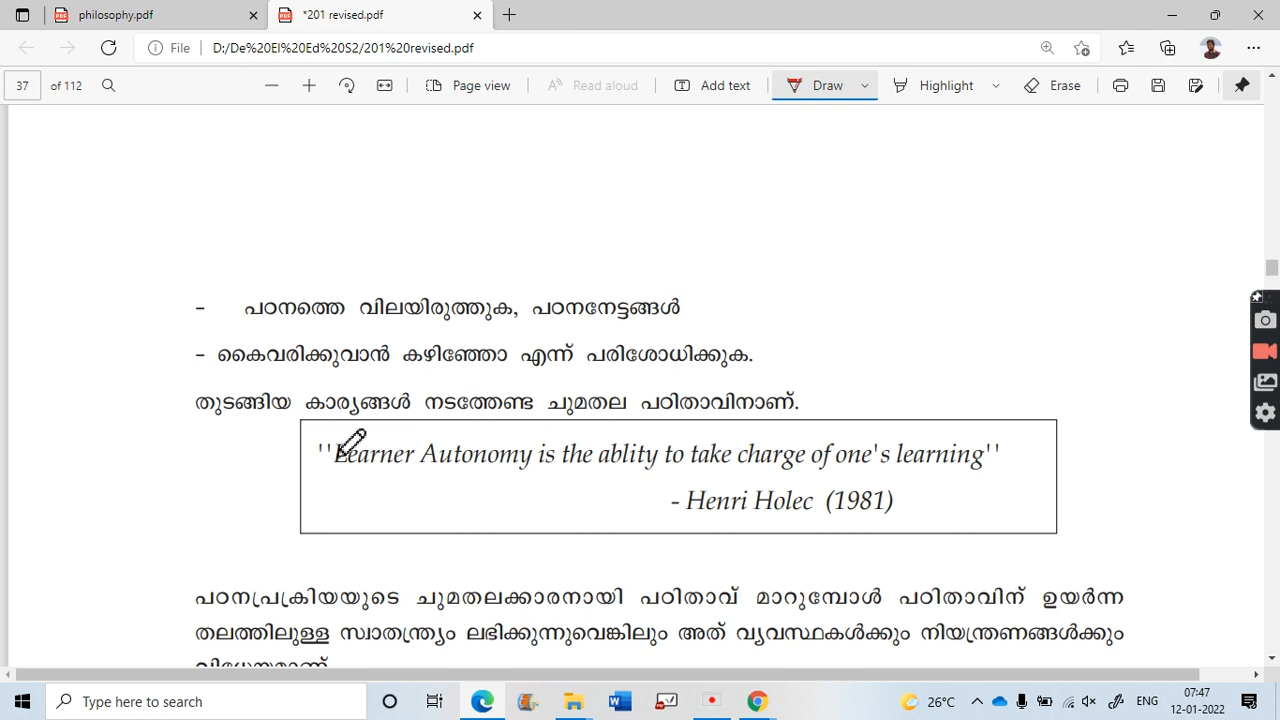 philosophy.pdf
*201 revised.pdf
File
D:/De%20El%20Ed%20S2/201%20revised.pdf
37 of 112
Page view
Read aloud
Add text
Draw
Highlight
Erase
- പഠനത്തെ വിലയിരുത്തുക, പഠനനേട്ടങ്ങൾ
- കൈവരിക്കുവാൻ കഴിഞ്ഞോ എന്ന് പരിശോധിക്കുക.
തുടങ്ങിയ കാര്യങ്ങൾ നടത്തേണ്ട ചുമതല പഠിതാവിനാണ്.
''Learner Autonomy is the ablity to take charge of one's learning''
- Henri Holec (1981)
പഠനപ്രക്രിയയുടെ ചുമതലക്കാരനായി പഠിതാവ് മാറുമ്പോൾ പഠിതാവിന് ഉയർന്ന
തലത്തിലുള്ള സ്വാതന്ത്ര്യം ലഭിക്കുന്നുവെങ്കിലും അത് വ്യവസ്ഥകൾക്കും നിയന്ത്രണങ്ങൾക്കും
വിധേയമാണ്.
Type here to search
26°C
ENG
07:47
12-01-2022